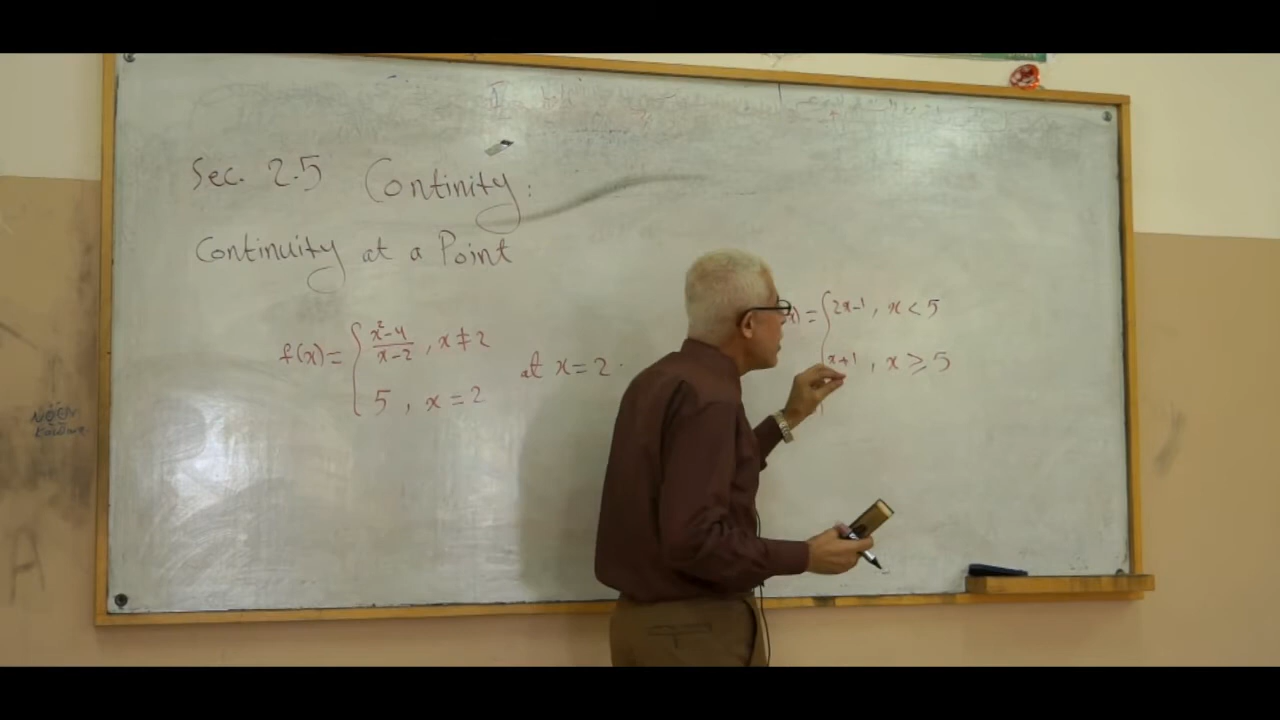 Sec. 2.5 Continity:
Continuity at a Point
f(x) = { x²-4 / x-2 , x ≠ 2
5 , x = 2
at x = 2.
x) = { 2x-1 , x < 5
x+1 , x ≥ 5